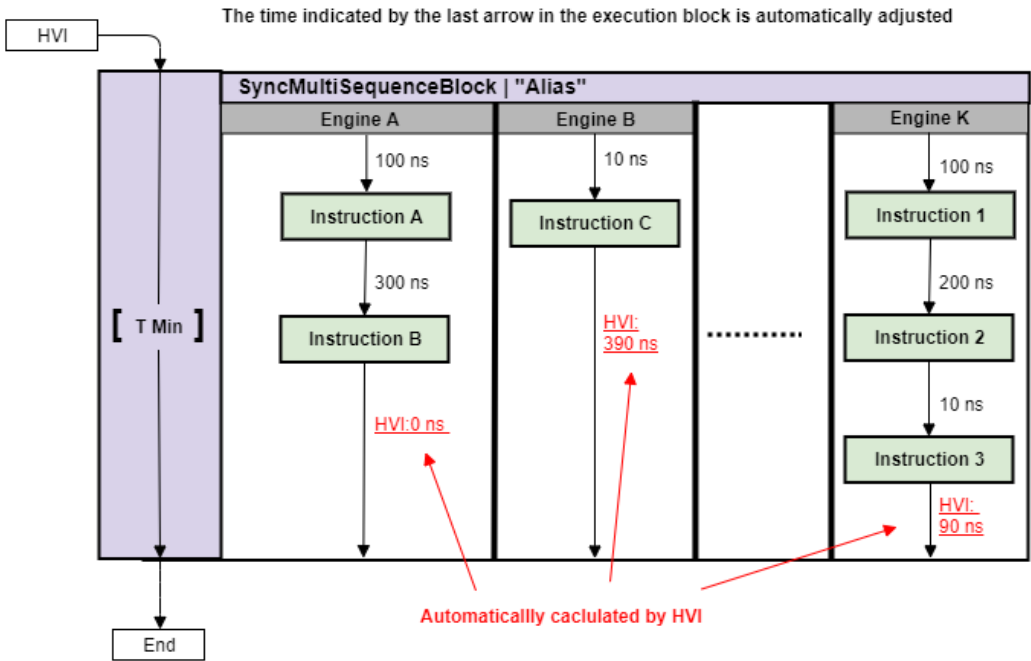 The time indicated by the last arrow in the execution block is automatically adjusted
HVI
SyncMultiSequenceBlock | "Alias"
Engine A
Engine B
Engine K
100 ns
10 ns
100 ns
Instruction A
Instruction C
Instruction 1
300 ns
200 ns
[ T Min ]
Instruction B
HVI:
390 ns
Instruction 2
10 ns
HVI:0 ns
Instruction 3
HVI:
90 ns
Automaticallly caclulated by HVI
End